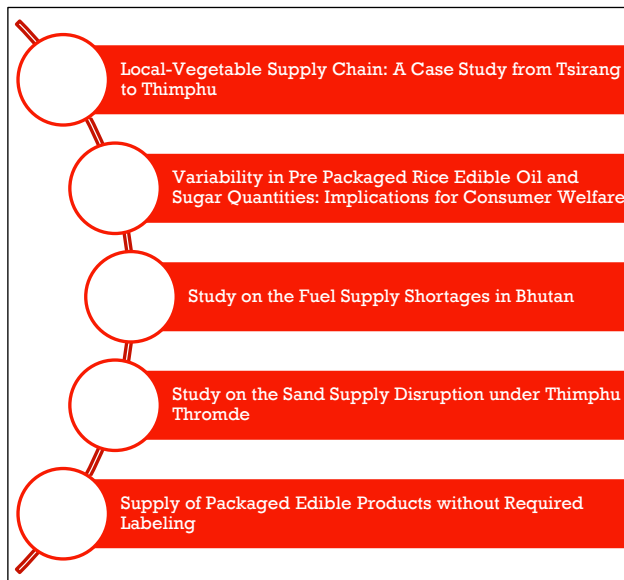 Local-Vegetable Supply Chain: A Case Study from Tsirang
to Thimphu
Variability in Pre Packaged Rice Edible Oil and
Sugar Quantities: Implications for Consumer Welfare
Study on the Fuel Supply Shortages in Bhutan
Study on the Sand Supply Disruption under Thimphu
Thromde
Supply of Packaged Edible Products without Required
Labeling